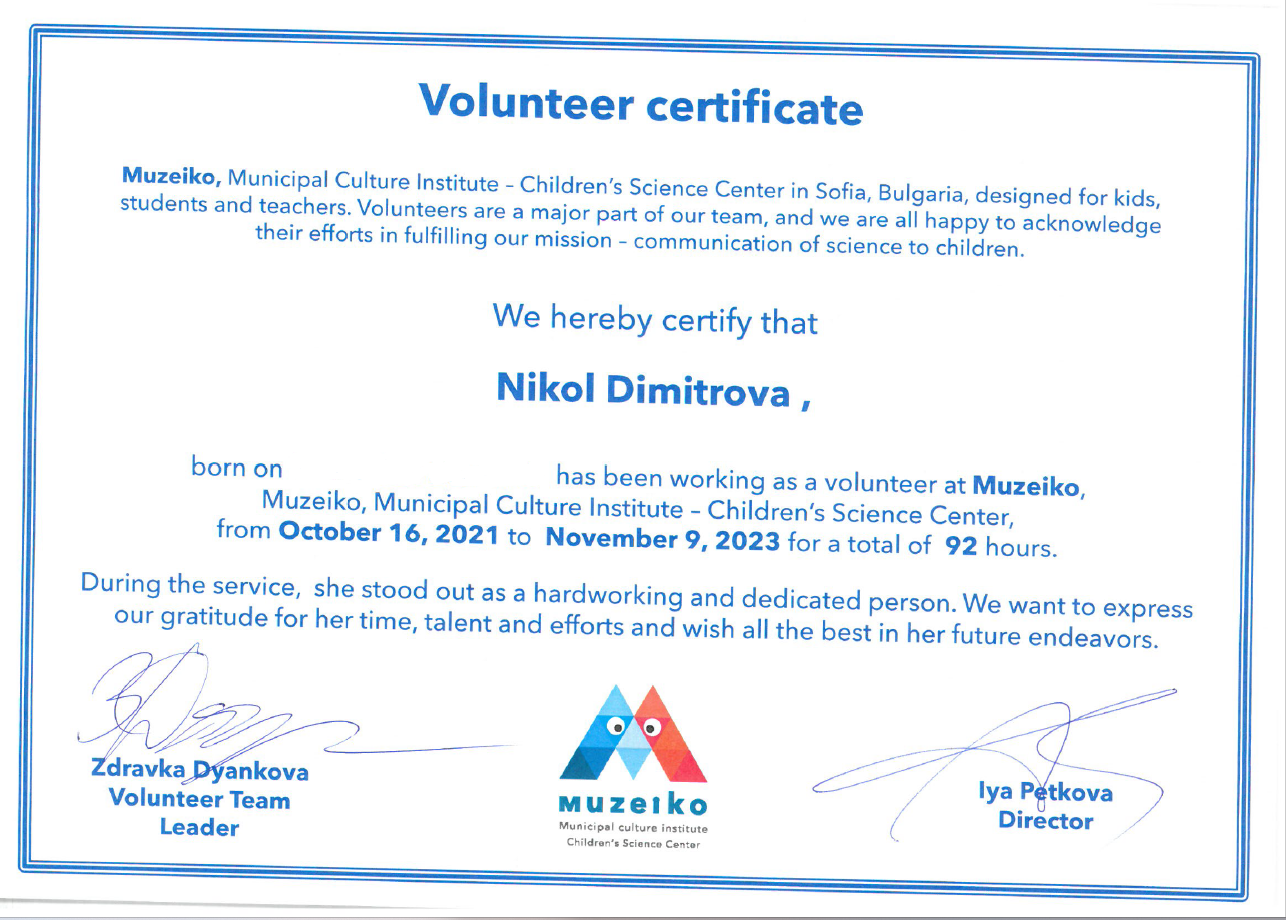 Volunteer certificate
Muzeiko, Municipal Culture Institute – Children's Science Center in Sofia, Bulgaria, designed for kids,
students and teachers. Volunteers are a major part of our team, and we are all happy to acknowledge
their efforts in fulfilling our mission – communication of science to children.
We hereby certify that
Nikol Dimitrova ,
born on has been working as a volunteer at Muzeiko,
Muzeiko, Municipal Culture Institute – Children's Science Center,
from October 16, 2021 to November 9, 2023 for a total of 92 hours.
During the service, she stood out as a hardworking and dedicated person. We want to express
our gratitude for her time, talent and efforts and wish all the best in her future endeavors.
Zdravka Dyankova
Volunteer Team
Leader
Muzeiko
Municipal culture institute
Children's Science Center
Iya Petkova
Director